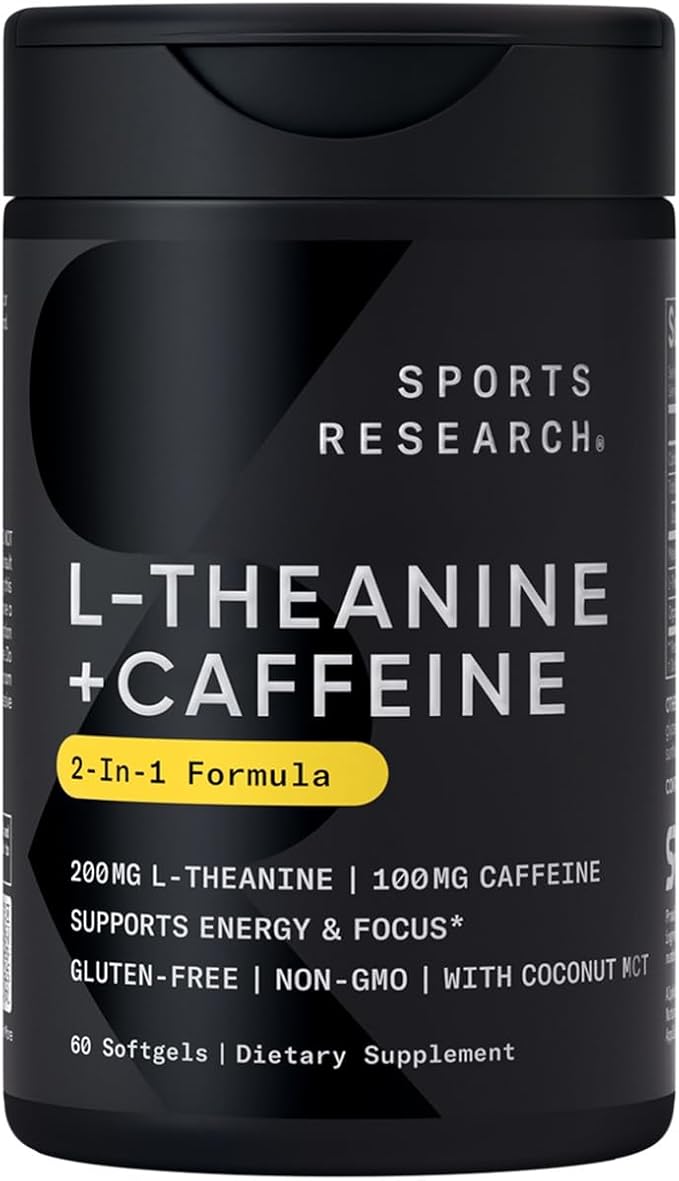 SPORTS
RESEARCH®
L-THEANINE
+CAFFEINE
2-In-1 Formula
200MG L-THEANINE | 100MG CAFFEINE
SUPPORTS ENERGY & FOCUS*
GLUTEN-FREE | NON-GMO | WITH COCONUT MCT
60 Softgels | Dietary Supplement